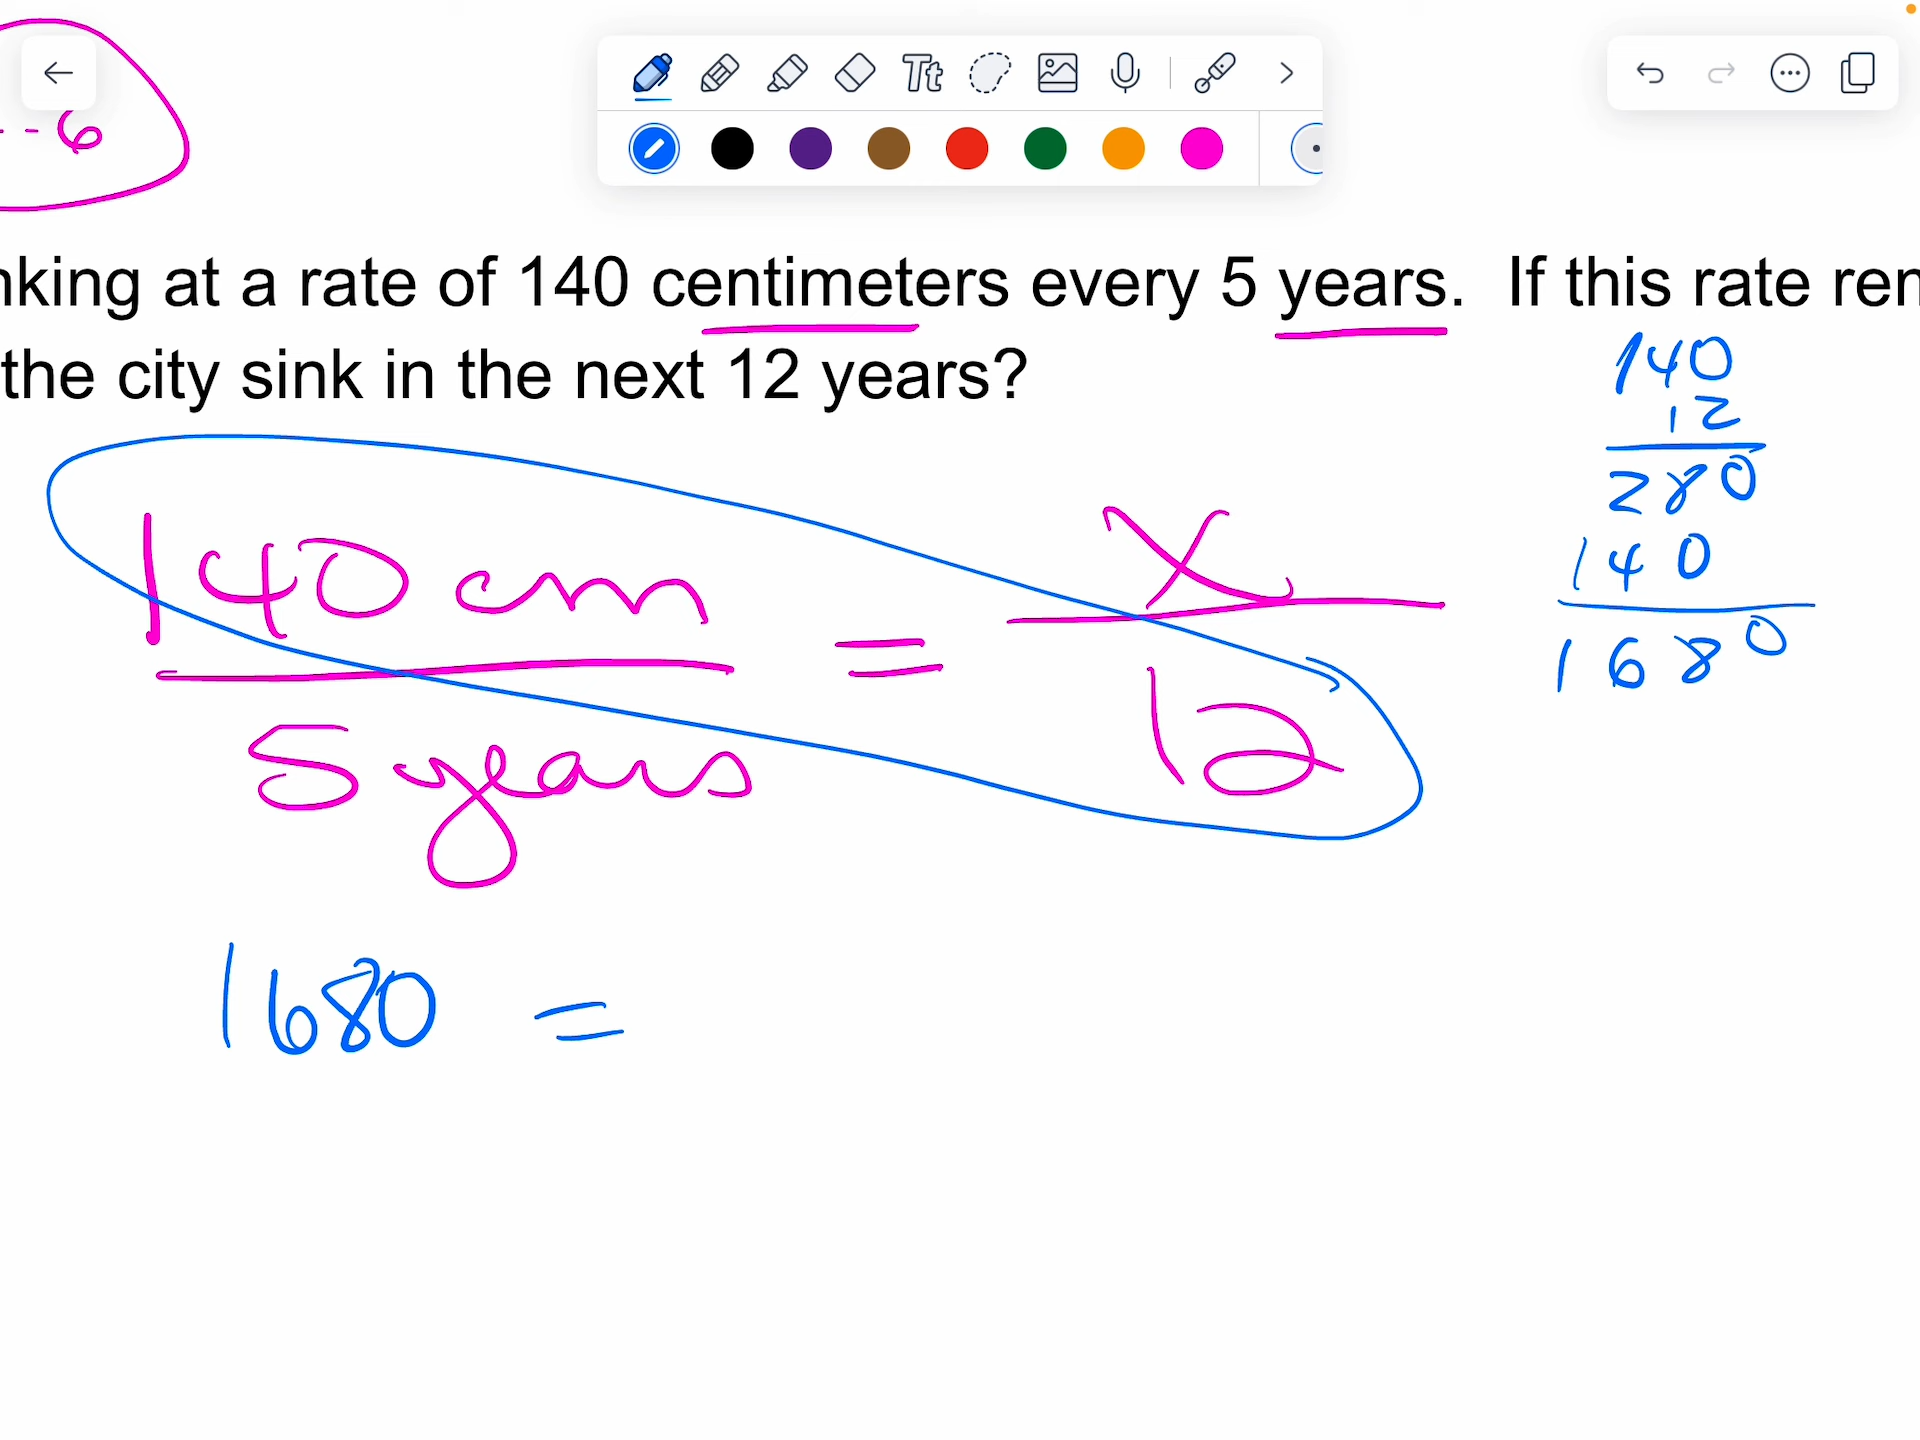 --6
nking at a rate of 140 centimeters every 5 years. If this rate ren
the city sink in the next 12 years?
140 cm = x
5 years 12
1680 =
140
12
280
140
1680
Tt